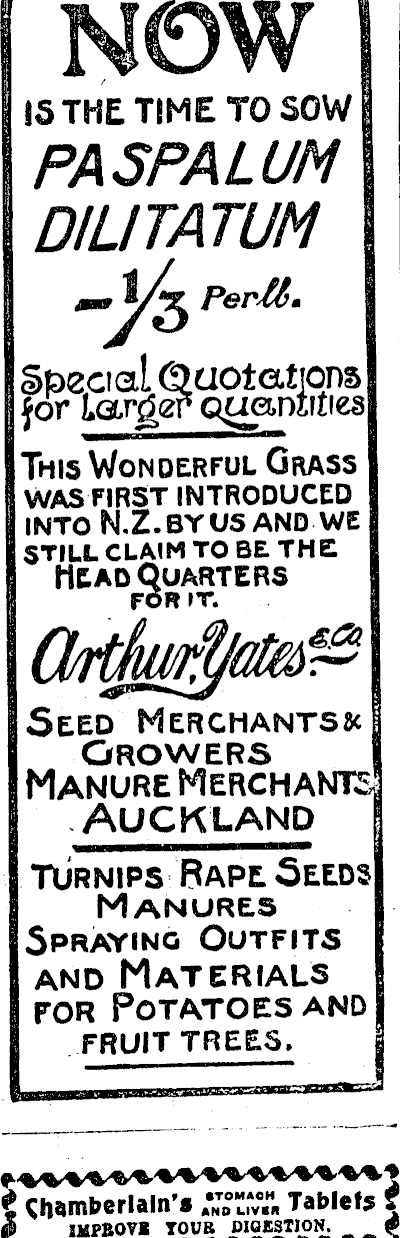 NOW
IS THE TIME TO SOW
PASPALUM
DILITATUM
-1/3 Per lb.
Special Quotations
for Larger quantities
THIS WONDERFUL GRASS
WAS FIRST INTRODUCED
INTO N.Z. BY US AND WE
STILL CLAIM TO BE THE
HEAD QUARTERS
FOR IT.
Arthur, Yates. & Co.
SEED MERCHANTS &
GROWERS
MANURE MERCHANTS
AUCKLAND
TURNIPS RAPE SEEDS
MANURES
SPRAYING OUTFITS
AND MATERIALS
FOR POTATOES AND
FRUIT TREES.
Chamberlain's STOMACH AND LIVER Tablets
IMPROVE YOUR DIGESTION.